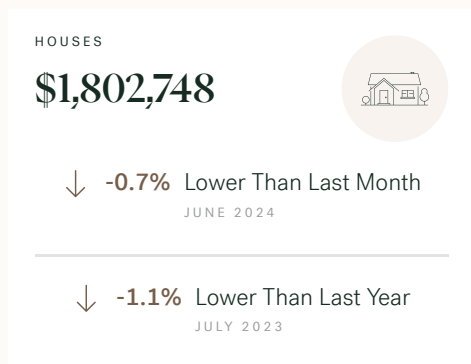 HOUSES
$1,802,748
-0.7% Lower Than Last Month
JUNE 2024
-1.1% Lower Than Last Year
JULY 2023